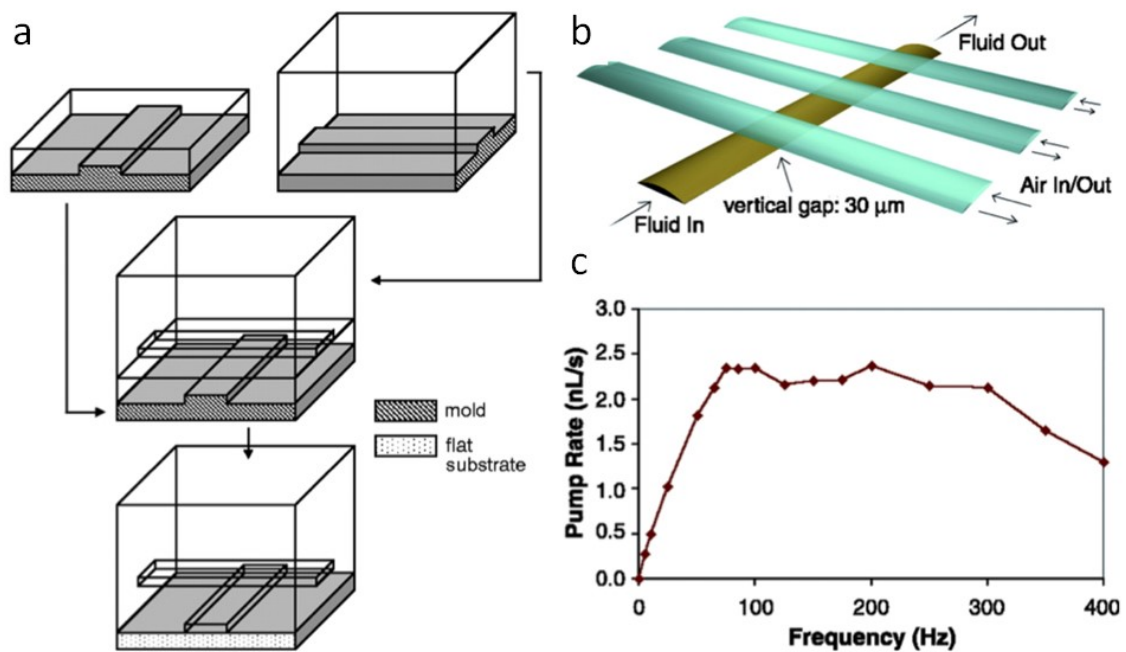 a
mold
flat
substrate
b
Fluid Out
Air In/Out
vertical gap: 30 μm
Fluid In
c
Pump Rate (nL/s)
3.0
2.5
2.0
1.5
1.0
0.5
0.0
0
100
200
300
400
Frequency (Hz)